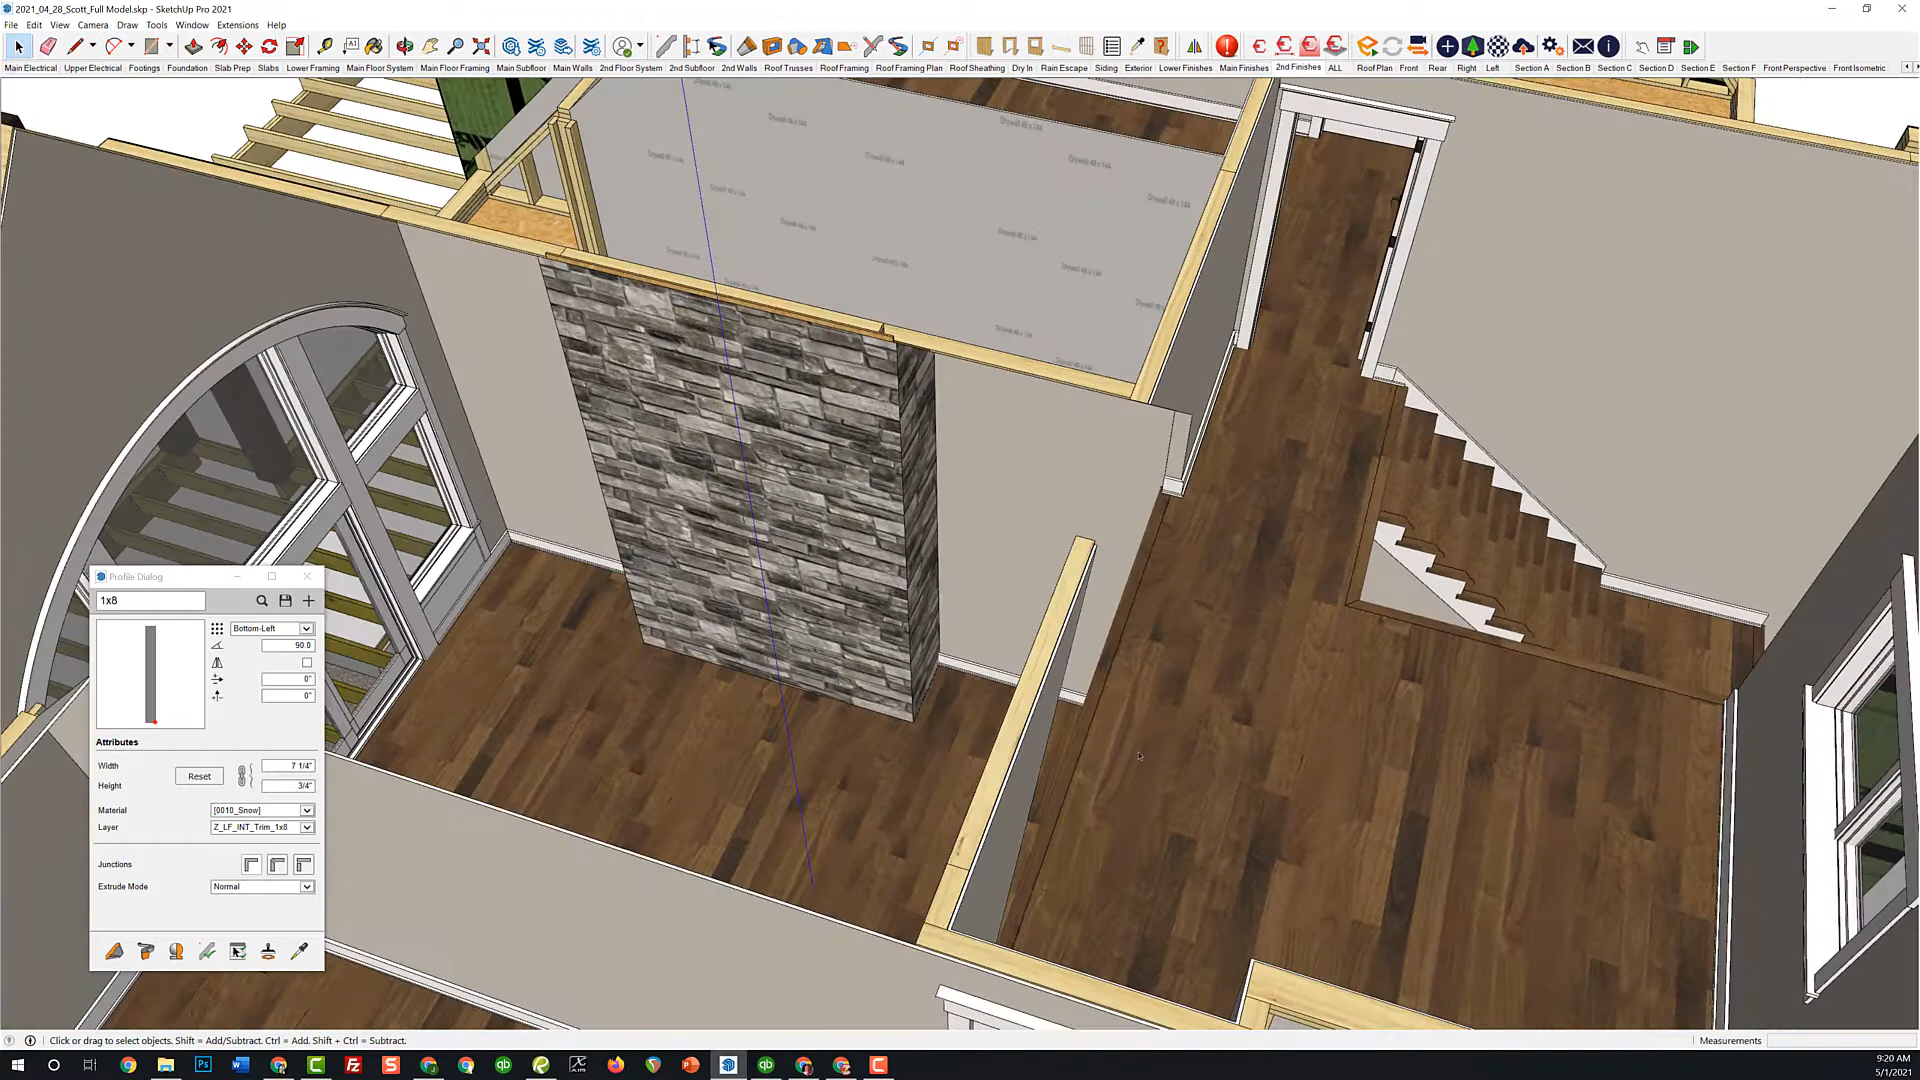 2021_04_28_Scott_Full Model.skp - SketchUp Pro 2021
File Edit View Camera Draw Tools Window Extensions Help
Main Electrical Upper Electrical Footings Foundation Slab Prep Slabs Lower Framing Main Floor System Main Floor Framing Main Subfloor Main Walls 2nd Floor System 2nd Subfloor 2nd Walls Roof Trusses Roof Framing Roof Framing Plan Roof Sheathing Dry In Rain Escape Siding Exterior Lower Finishes Main Finishes 2nd Finishes ALL Roof Plan Front Rear Right Left Section A Section B Section C Section D Section E Section F Front Perspective Front Isometric
Drywall 48 x 144
Profile Dialog
1x8
Bottom-Left
90.0
0"
0"
Attributes
Width 7 1/4"
Reset
Height 3/4"
Material [0010_Snow]
Layer Z_LF_INT_Trim_1x8
Junctions
Extrude Mode Normal
Click or drag to select objects. Shift = Add/Subtract. Ctrl = Add. Shift + Ctrl = Subtract.
Measurements
9:20 AM
5/1/2021